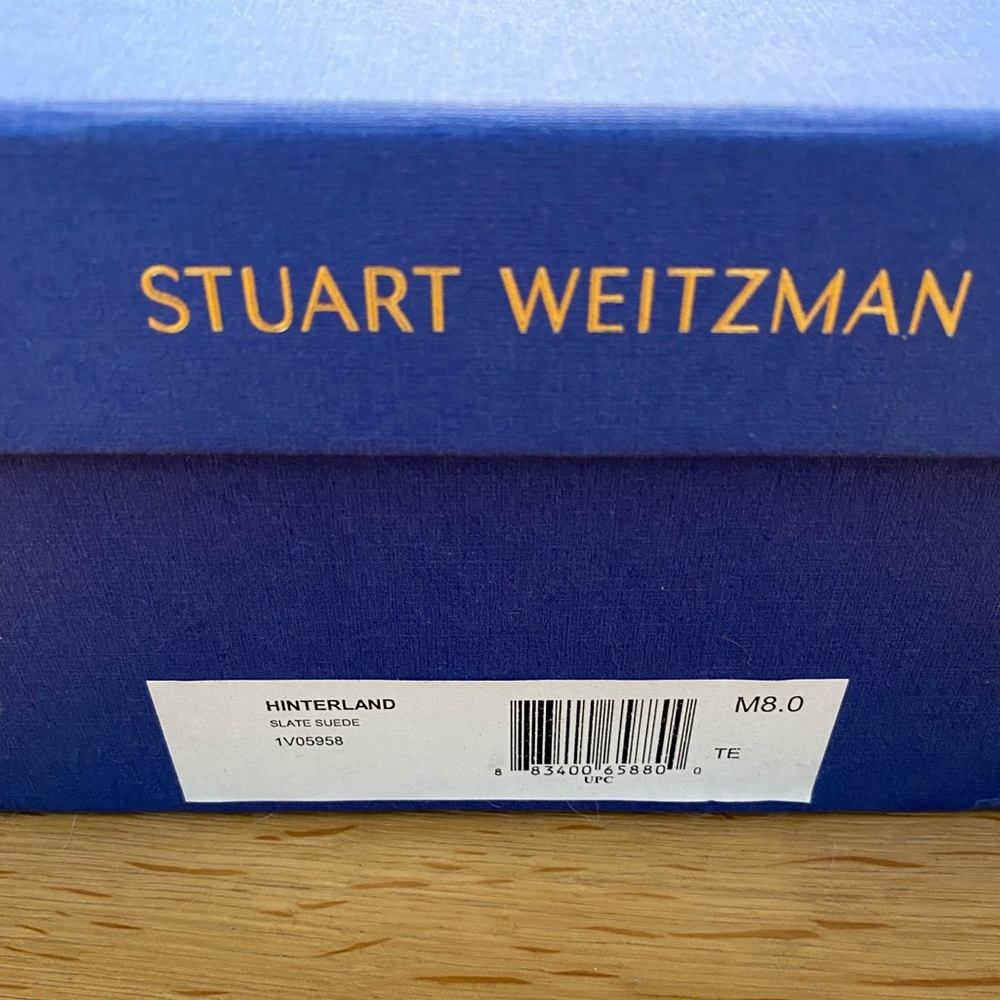 STUART WEITZMAN
HINTERLAND
SLATE SUEDE
1V05958
8 83400 65880 0
UPC
M8.0
TE